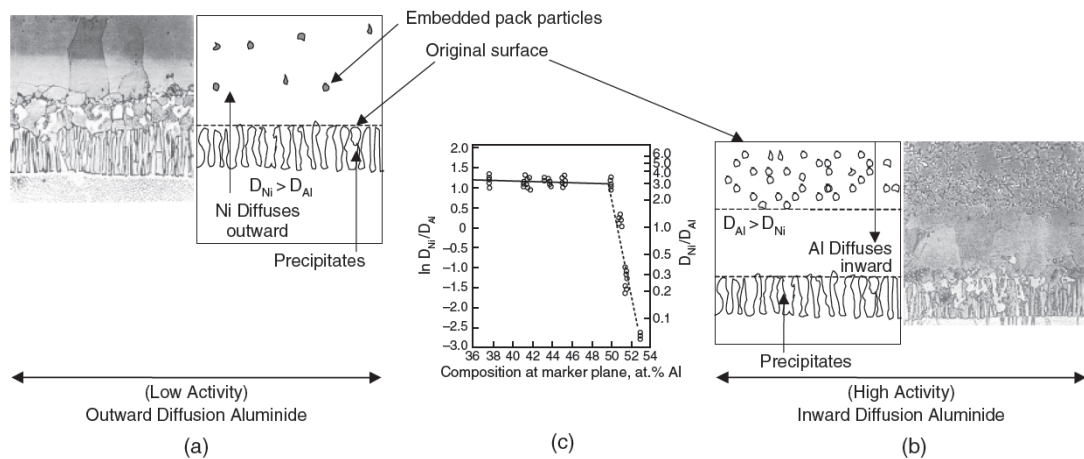 Embedded pack particles
Original surface
D_Ni > D_Al
Ni Diffuses
outward
Precipitates
(Low Activity)
Outward Diffusion Aluminide
(a)
2.0
1.5
1.0
0.5
0
–0.5
–1.0
–1.5
–2.0
–2.5
–3.0
ln D_Ni/D_Al
6.0
5.0
4.0
3.0
2.0
1.0
0.5
0.3
0.2
0.1
D_Ni/D_Al
36 38 40 42 44 46 48 50 52 54
Composition at marker plane, at.% Al
(c)
D_Al > D_Ni
Al Diffuses
inward
Precipitates
(High Activity)
Inward Diffusion Aluminide
(b)